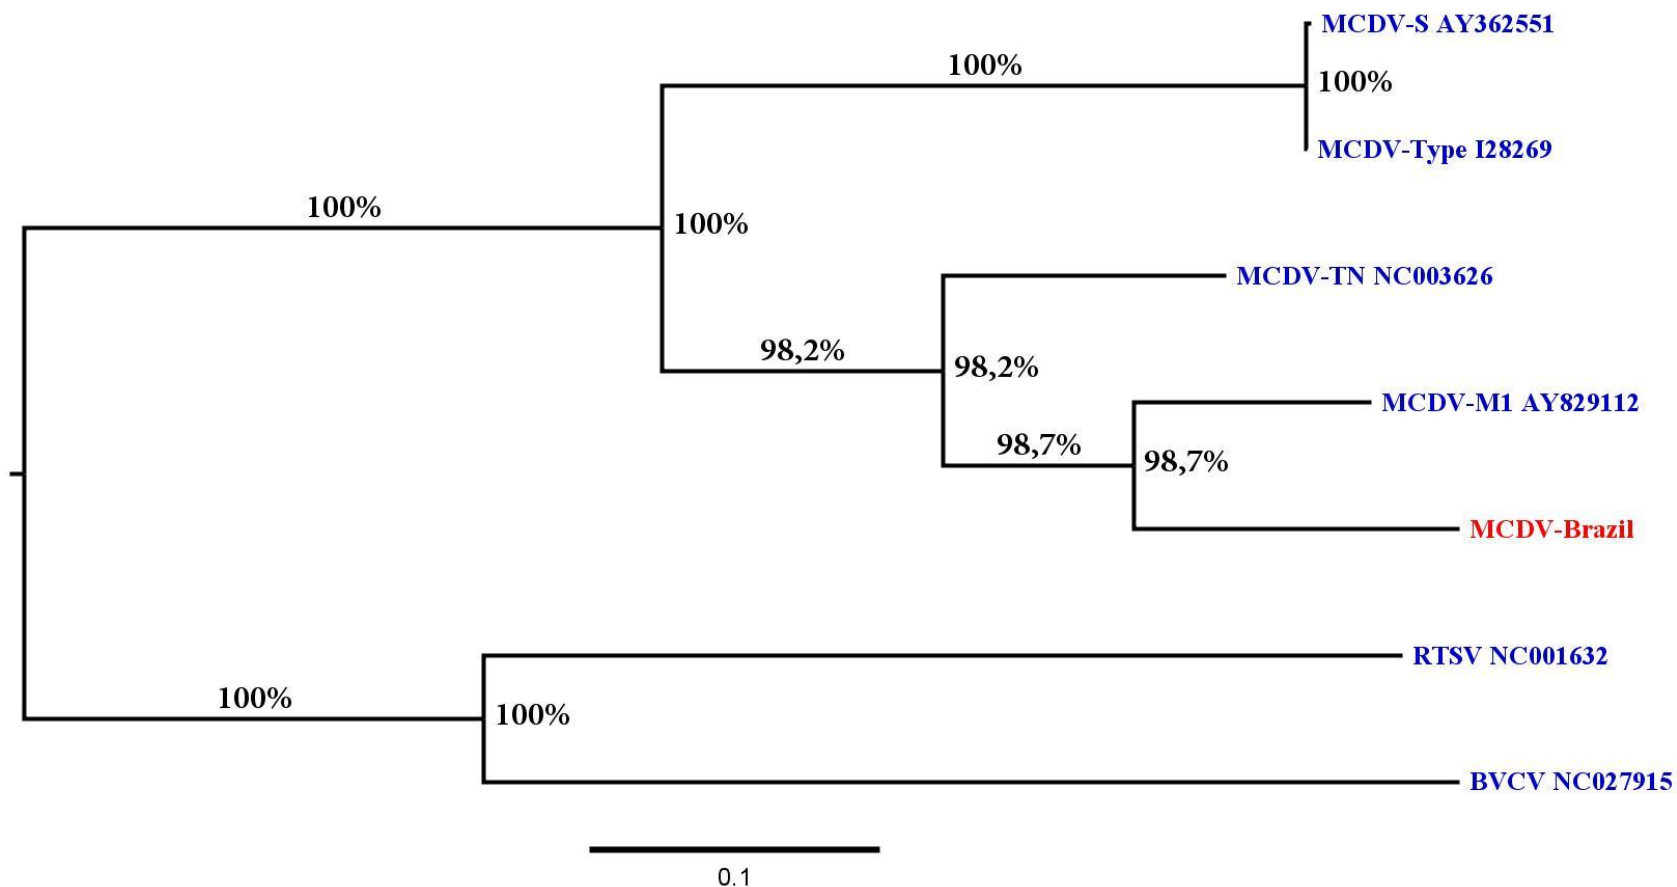 MCDV-S AY362551
100%
100%
MCDV-Type I28269
100%
100%
MCDV-TN NC003626
98,2%
98,2%
MCDV-M1 AY829112
98,7%
98,7%
MCDV-Brazil
RTSV NC001632
100%
100%
BVCV NC027915
0.1